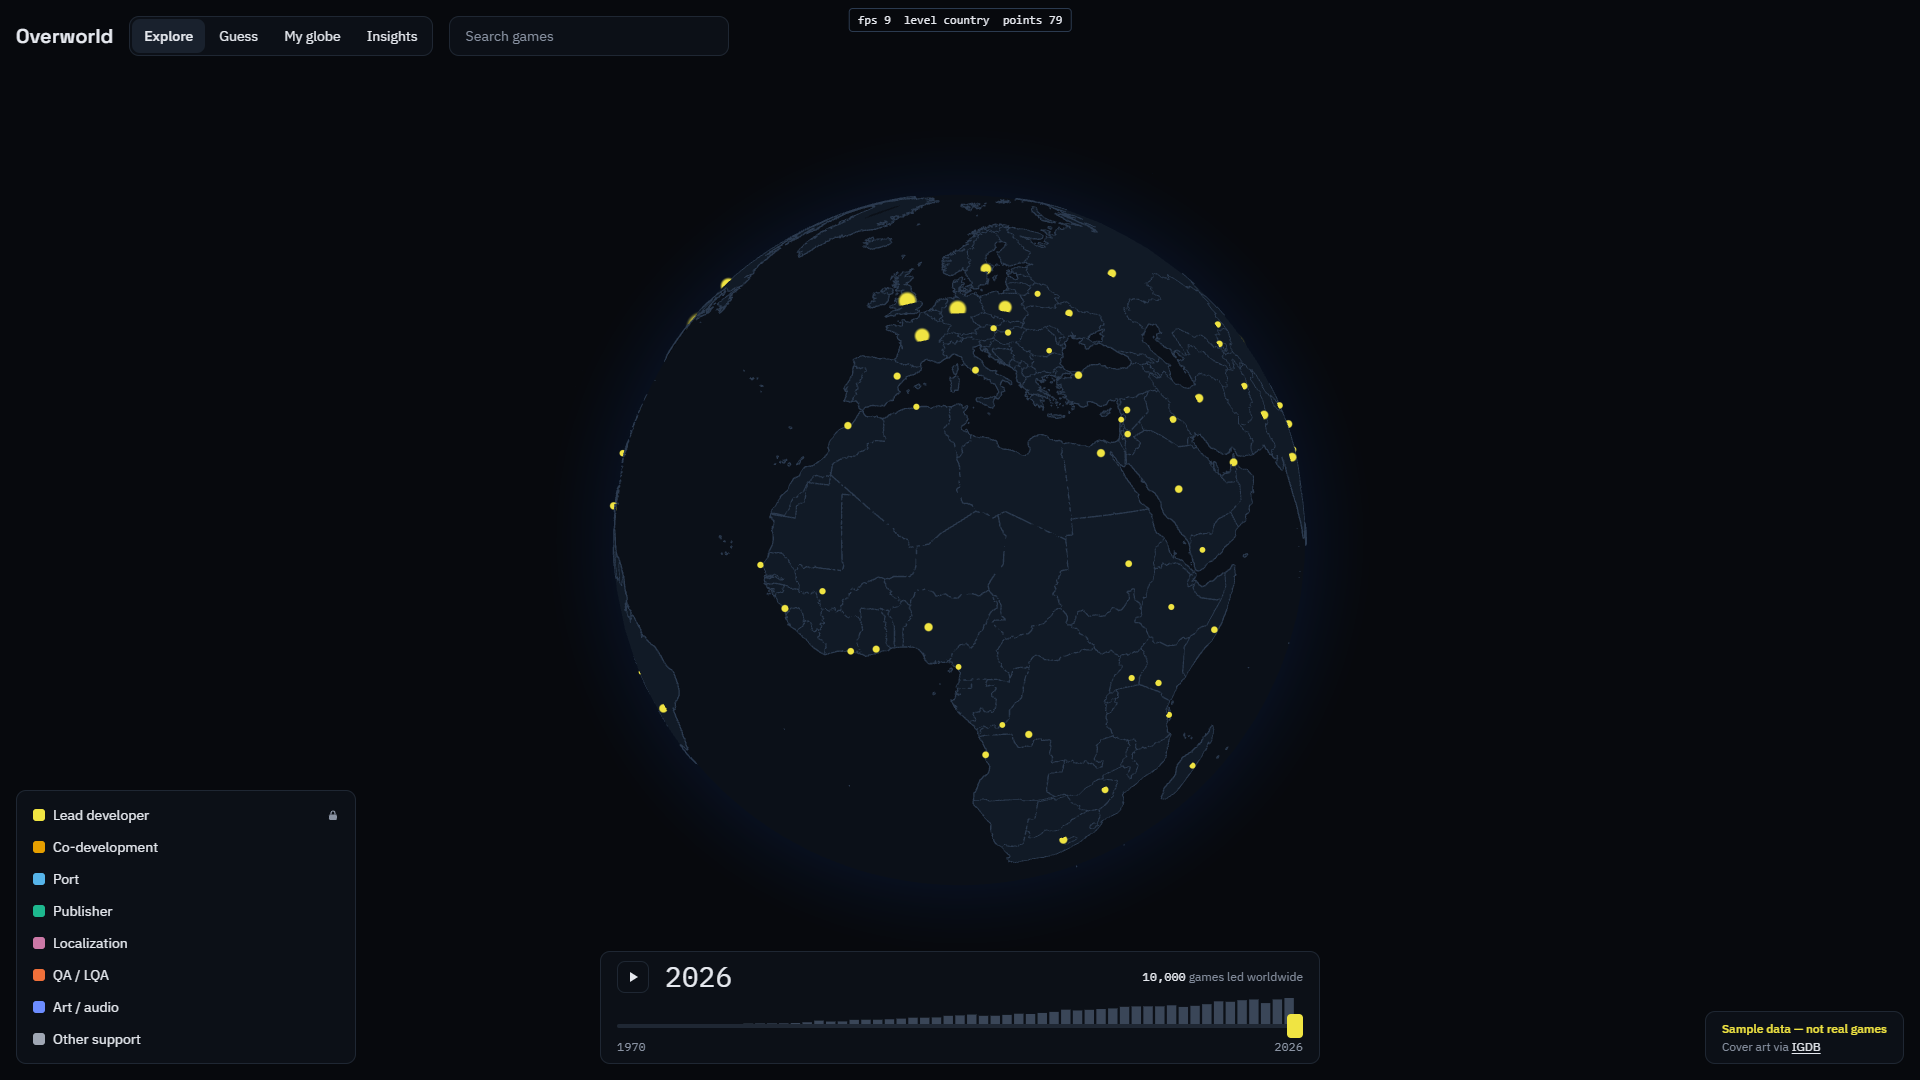 Overworld
Explore
Guess
My globe
Insights
Search games
fps 9 level country points 79
Lead developer
Co-development
Port
Publisher
Localization
QA / LQA
Art / audio
Other support
2026
10,000 games led worldwide
1970
2026
Sample data — not real games
Cover art via IGDB